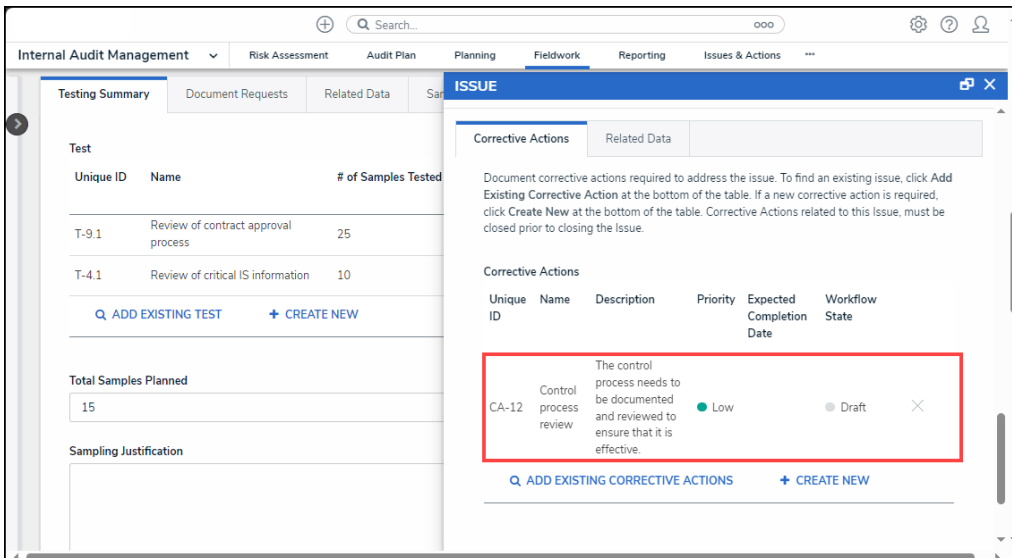 Search...
ooo
Internal Audit Management
Risk Assessment
Audit Plan
Planning
Fieldwork
Reporting
Issues & Actions
Testing Summary
Document Requests
Related Data
Test
Unique ID
Name
# of Samples Tested
T-9.1
Review of contract approval
process
25
T-4.1
Review of critical IS information
10
ADD EXISTING TEST
+ CREATE NEW
Total Samples Planned
15
Sampling Justification
ISSUE
Corrective Actions
Related Data
Document corrective actions required to address the issue. To find an existing issue, click Add
Existing Corrective Action at the bottom of the table. If a new corrective action is required,
click Create New at the bottom of the table. Corrective Actions related to this Issue, must be
closed prior to closing the Issue.
Corrective Actions
Unique
ID
Name
Description
Priority
Expected
Completion
Date
Workflow
State
CA-12
Control
process
review
The control
process needs to
be documented
and reviewed to
ensure that it is
effective.
Low
Draft
ADD EXISTING CORRECTIVE ACTIONS
+ CREATE NEW